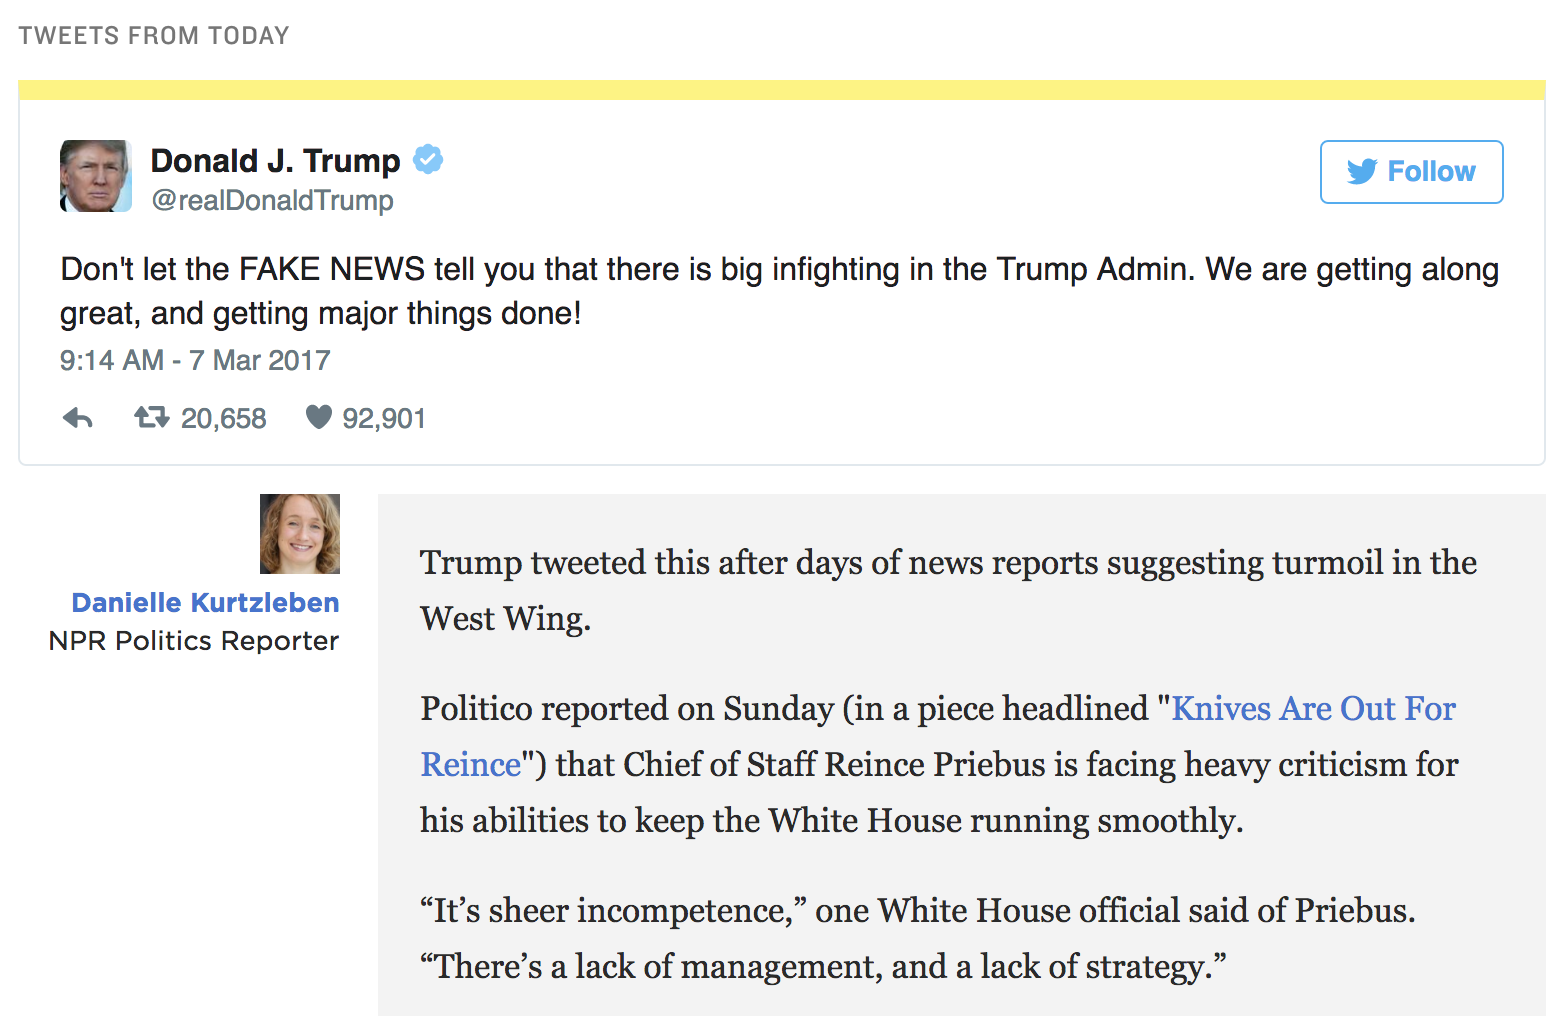 TWEETS FROM TODAY
Donald J. Trump
@realDonaldTrump
Follow
Don't let the FAKE NEWS tell you that there is big infighting in the Trump Admin. We are getting along
great, and getting major things done!
9:14 AM - 7 Mar 2017
20,658 92,901
Danielle Kurtzleben
NPR Politics Reporter
Trump tweeted this after days of news reports suggesting turmoil in the
West Wing.
Politico reported on Sunday (in a piece headlined "Knives Are Out For
Reince") that Chief of Staff Reince Priebus is facing heavy criticism for
his abilities to keep the White House running smoothly.
“It’s sheer incompetence,” one White House official said of Priebus.
“There’s a lack of management, and a lack of strategy.”